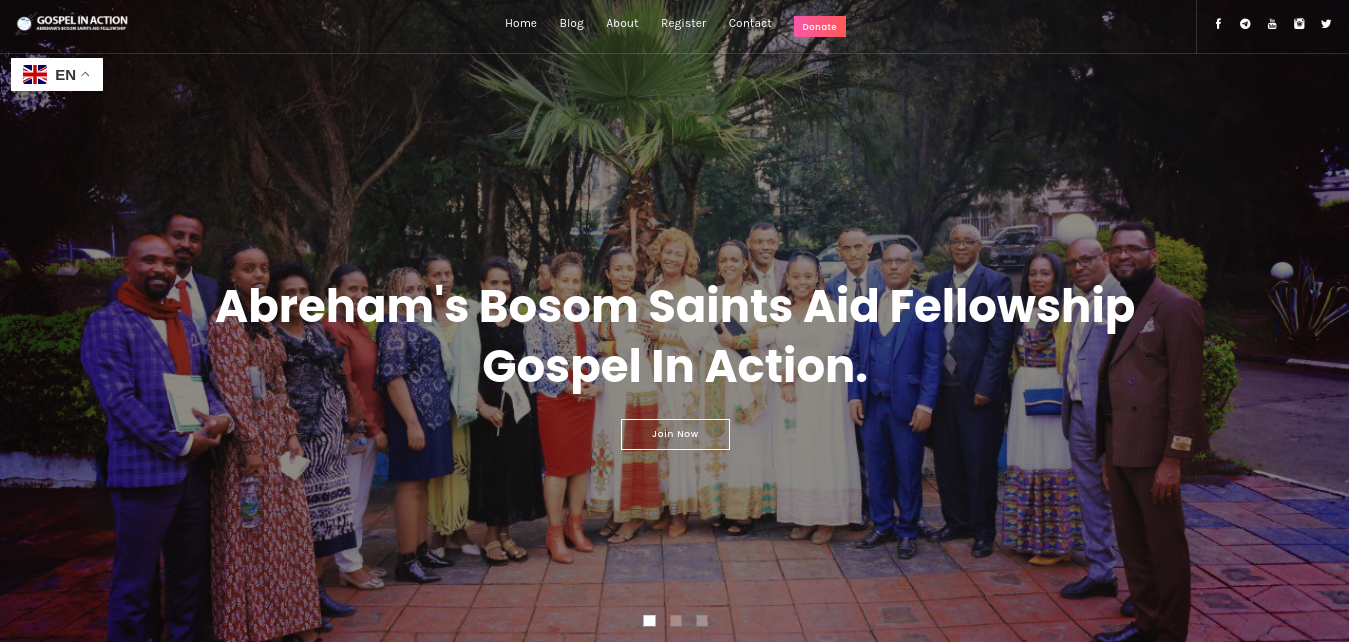 GOSPEL IN ACTION
ABREHAM'S BOSOM SAINTS AID FELLOWSHIP
Home Blog About Register Contact Donate
EN
Abreham's Bosom Saints Aid Fellowship
Gospel In Action.
Join Now